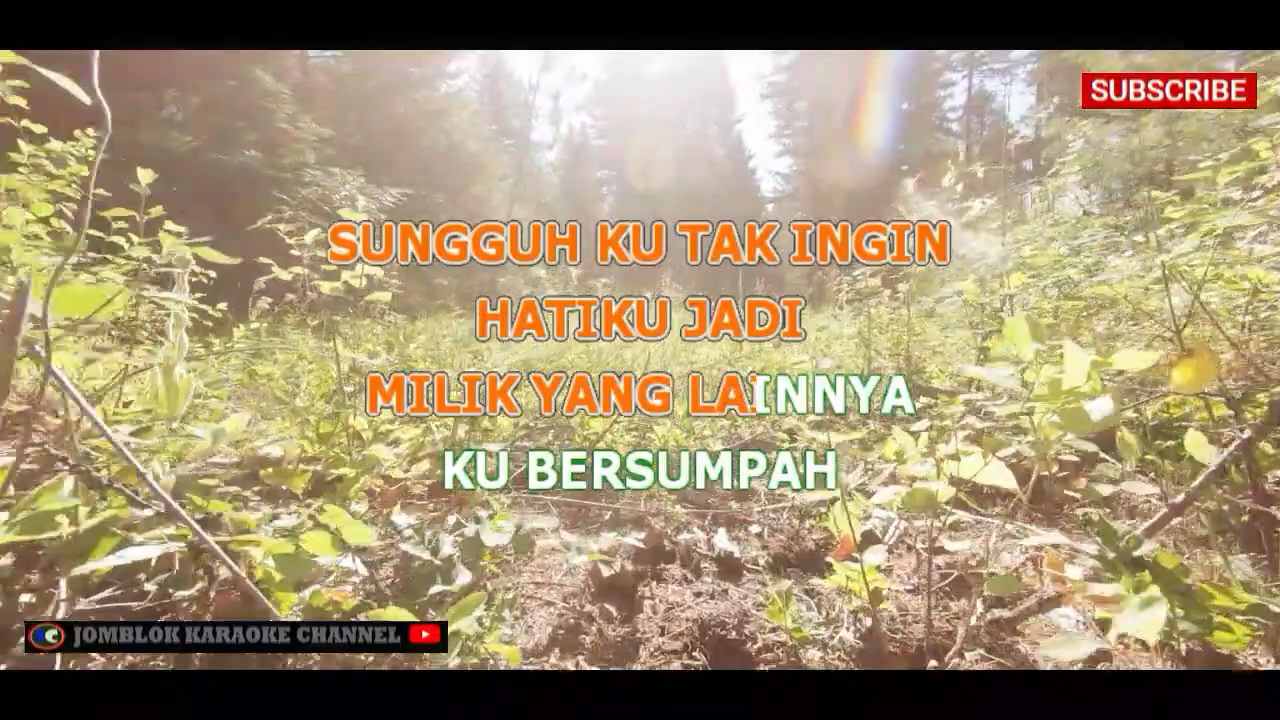 SUBSCRIBE
SUNGGUH KU TAK INGIN
HATIKU JADI
MILIK YANG LAINNYA
KU BERSUMPAH
JOMBLOK KARAOKE CHANNEL